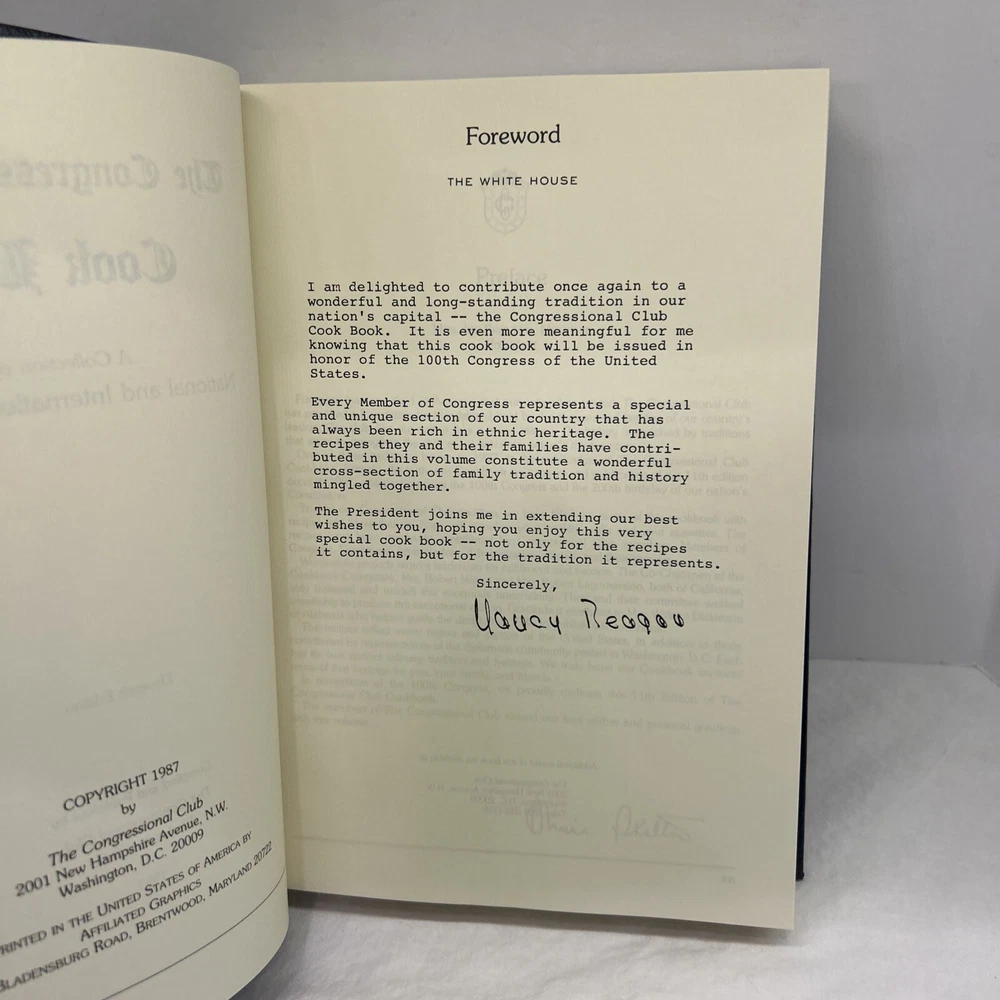 COPYRIGHT 1987
by
The Congressional Club
2001 New Hampshire Avenue, N.W.
Washington, D.C. 20009
PRINTED IN THE UNITED STATES OF AMERICA BY
AFFILIATED GRAPHICS
BLADENSBURG ROAD, BRENTWOOD, MARYLAND 20722
Foreword
THE WHITE HOUSE
I am delighted to contribute once again to a
wonderful and long-standing tradition in our
nation's capital -- the Congressional Club
Cook Book. It is even more meaningful for me
knowing that this cook book will be issued in
honor of the 100th Congress of the United
States.
Every Member of Congress represents a special
and unique section of our country that has
always been rich in ethnic heritage. The
recipes they and their families have contri-
buted in this volume constitute a wonderful
cross-section of family tradition and history
mingled together.
The President joins me in extending our best
wishes to you, hoping you enjoy this very
special cook book -- not only for the recipes
it contains, but for the tradition it represents.
Sincerely,
Nancy Reagan